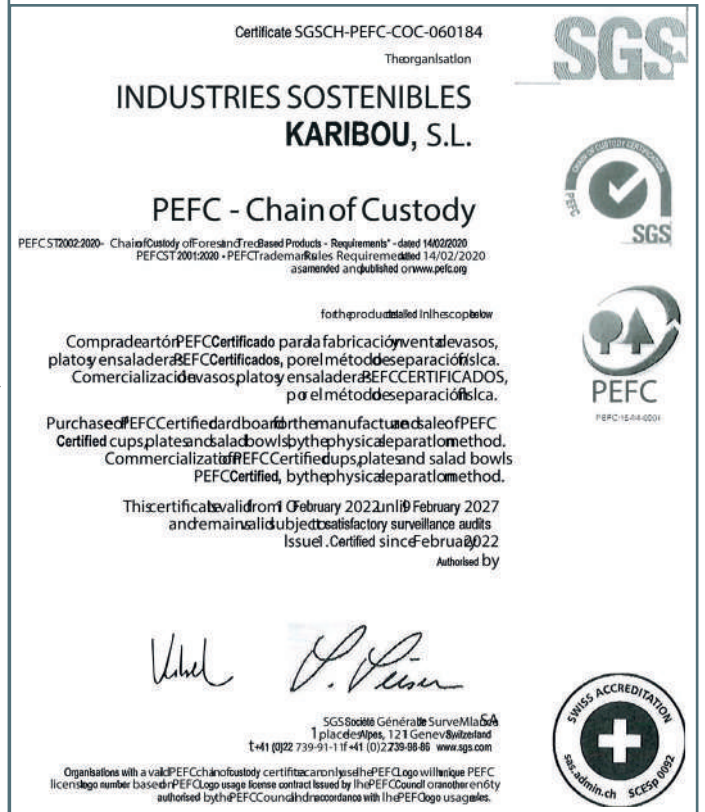 Certificate SGSCH-PEFC-COC-060184
SGS
The organisation
INDUSTRIES SOSTENIBLES
KARIBOU, S.L.
CHAIN OF CUSTODY CERTIFICATION
PEFC
SGS
PEFC - Chain of Custody
PEFC ST 2002:2020 - Chain of Custody of Forest and Tree Based Products - Requirements" - dated 14/02/2020
PEFC ST 2001:2020 - PEFC Trademark Rules Requirements dated 14/02/2020
as amended and published on www.pefc.org
for the products detailed in the scope below
PEFC
PEFC/16-44-0001
Compra de cartón PEFC Certificado para la fabricación y venta de vasos,
platos y ensaladeras PEFC Certificados, por el método de separación física.
Comercialización de vasos, platos y ensaladeras PEFC CERTIFICADOS,
por el método de separación física.
Purchase of PEFC Certified cardboard for the manufacture and sale of PEFC
Certified cups, plates and salad bowls, by the physical separation method.
Commercialization of PEFC Certified cups, plates and salad bowls
PEFC Certified, by the physical separation method.
This certificate is valid from 10 February 2022 until 9 February 2027
and remains valid subject to satisfactory surveillance audits
Issue 1. Certified since February 2022
Authorised by
SGS Société Générale de Surveillance SA
1 place des Alpes, 1211 Geneva, Switzerland
t +41 (0)22 739-91-11 f +41 (0)22 739-98-86 www.sgs.com
Organisations with a valid PEFC chain of custody certificate can only use the PEFC Logo with unique PEFC
license logo number based on PEFC Logo usage license contract issued by the PEFC Council or another entity
authorised by the PEFC Council and in accordance with the PEFC logo usage rules.
SWISS ACCREDITATION
sas.admin.ch SCESp 0092